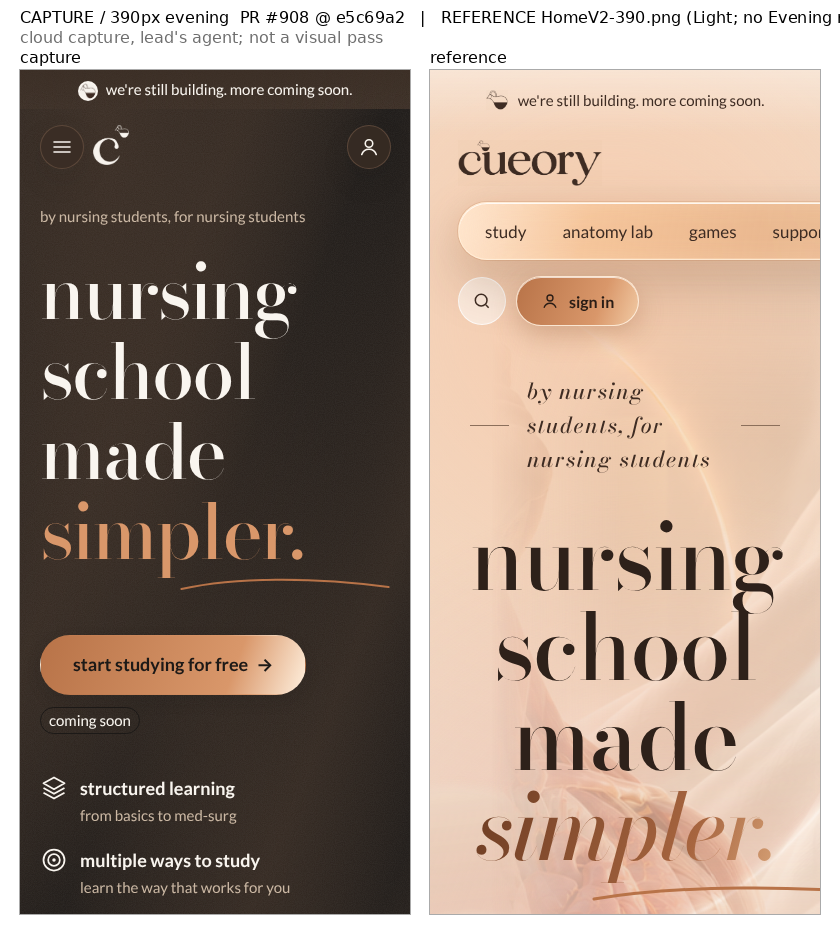 CAPTURE / 390px evening PR #908 @ e5c69a2 | REFERENCE HomeV2-390.png (Light; no Evening
cloud capture, lead's agent; not a visual pass
capture
we're still building. more coming soon.
c
by nursing students, for nursing students
nursing
school
made
simpler.
start studying for free →
coming soon
structured learning
from basics to med-surg
multiple ways to study
learn the way that works for you
reference
we're still building. more coming soon.
cueory
study anatomy lab games suppor
sign in
by nursing
students, for
nursing students
nursing
school
made
simpler.